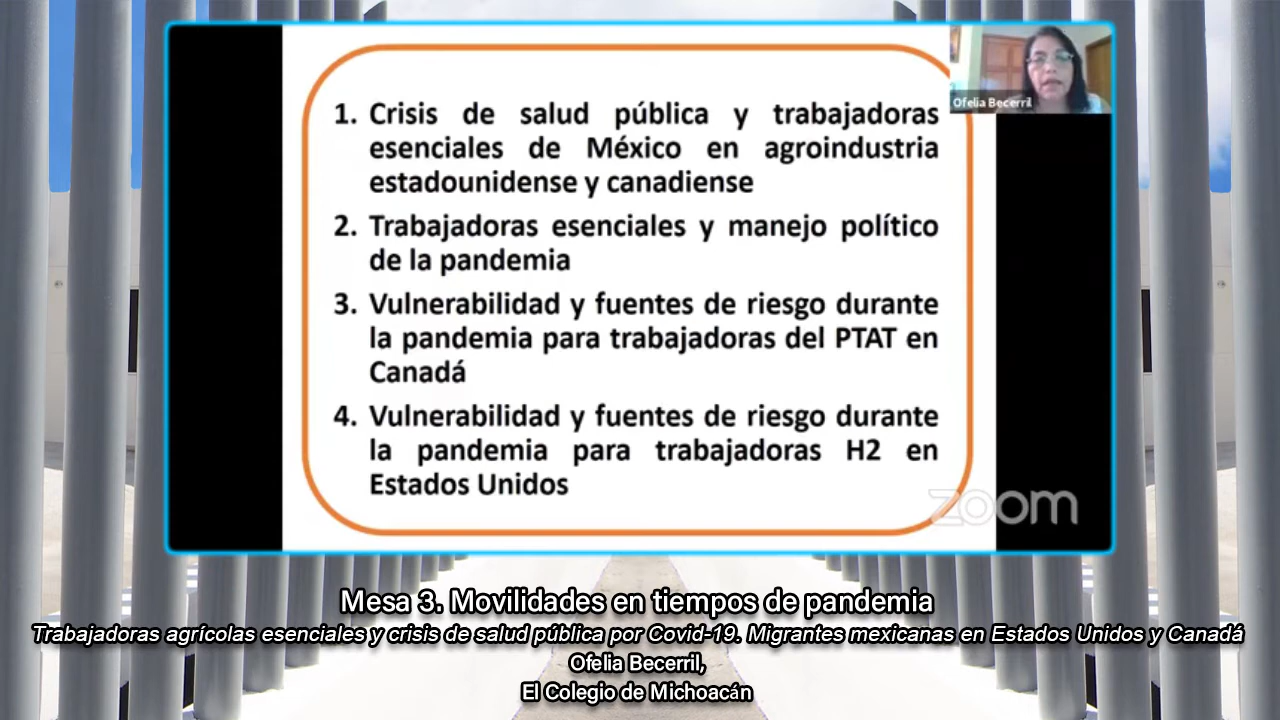 Ofelia Becerril
1. Crisis de salud pública y trabajadoras
esenciales de México en agroindustria
estadounidense y canadiense
2. Trabajadoras esenciales y manejo político
de la pandemia
3. Vulnerabilidad y fuentes de riesgo durante
la pandemia para trabajadoras del PTAT en
Canadá
4. Vulnerabilidad y fuentes de riesgo durante
la pandemia para trabajadoras H2 en
Estados Unidos
zoom
Mesa 3. Movilidades en tiempos de pandemia
Trabajadoras agrícolas esenciales y crisis de salud pública por Covid-19. Migrantes mexicanas en Estados Unidos y Canadá
Ofelia Becerril,
El Colegio de Michoacán